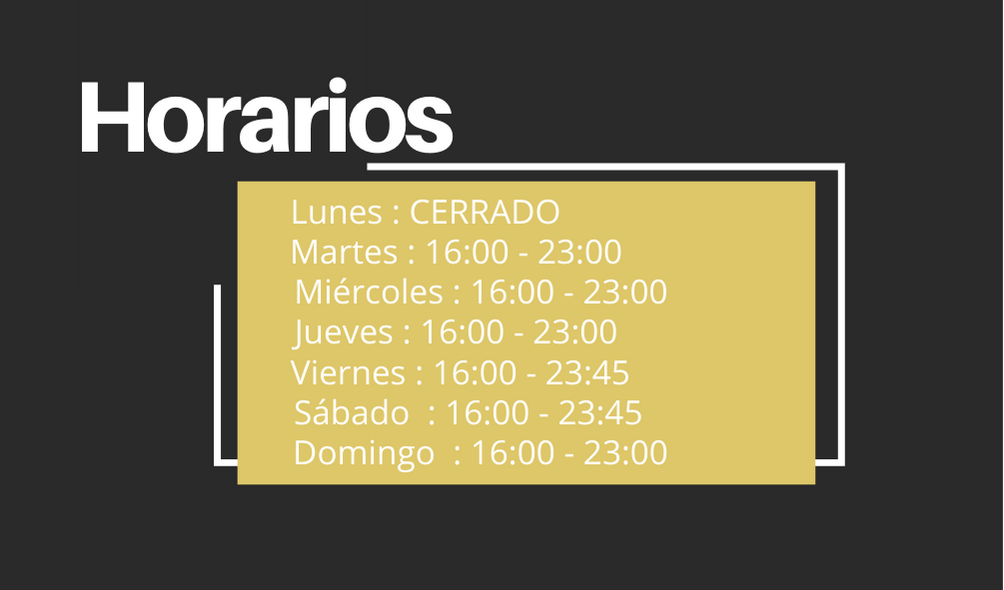 Horarios
Lunes : CERRADO
Martes : 16:00 - 23:00
Miércoles : 16:00 - 23:00
Jueves : 16:00 - 23:00
Viernes : 16:00 - 23:45
Sábado  : 16:00 - 23:45
Domingo  : 16:00 - 23:00